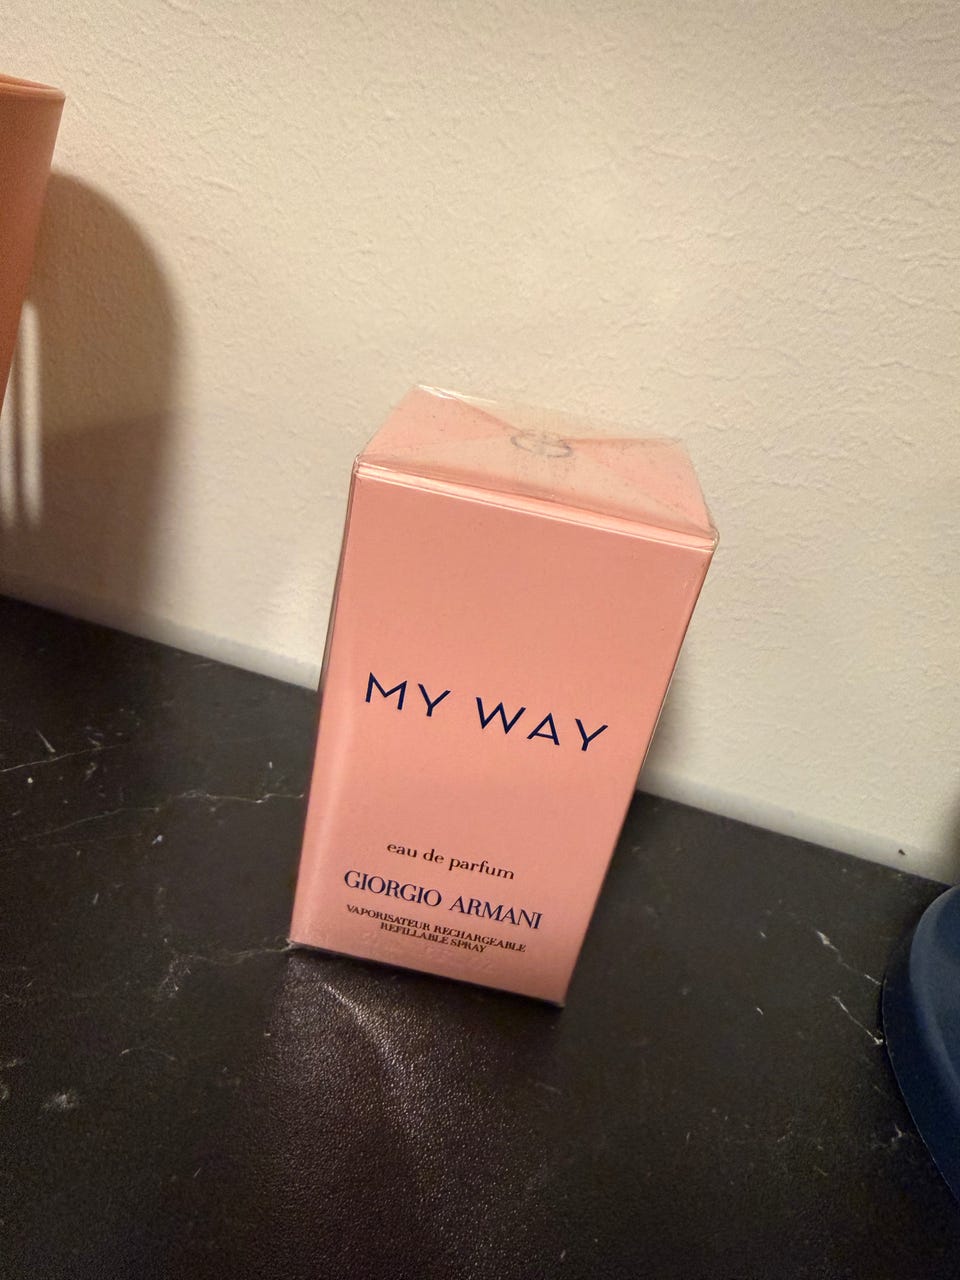 MY WAY
eau de parfum
GIORGIO ARMANI
VAPORISATEUR RECHARGEABLE
REFILLABLE SPRAY